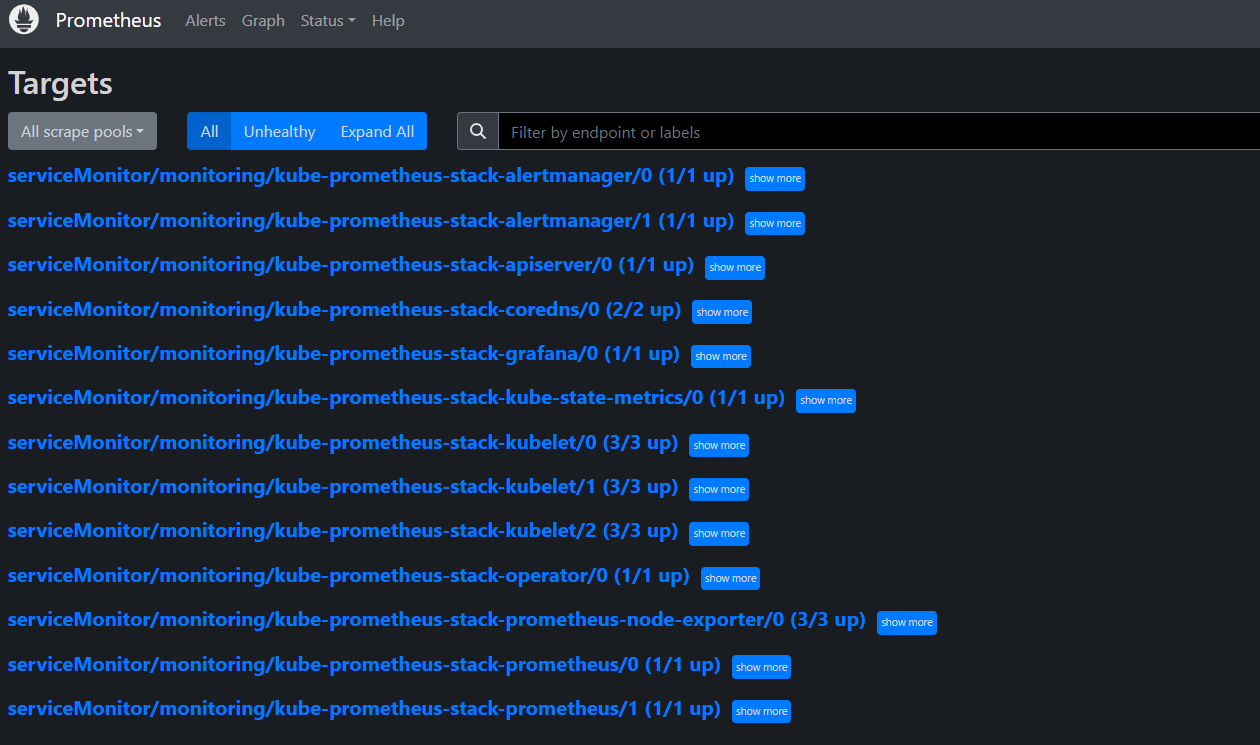 Prometheus Alerts Graph Status Help
Targets
All scrape pools All Unhealthy Expand All Filter by endpoint or labels
serviceMonitor/monitoring/kube-prometheus-stack-alertmanager/0 (1/1 up) show more
serviceMonitor/monitoring/kube-prometheus-stack-alertmanager/1 (1/1 up) show more
serviceMonitor/monitoring/kube-prometheus-stack-apiserver/0 (1/1 up) show more
serviceMonitor/monitoring/kube-prometheus-stack-coredns/0 (2/2 up) show more
serviceMonitor/monitoring/kube-prometheus-stack-grafana/0 (1/1 up) show more
serviceMonitor/monitoring/kube-prometheus-stack-kube-state-metrics/0 (1/1 up) show more
serviceMonitor/monitoring/kube-prometheus-stack-kubelet/0 (3/3 up) show more
serviceMonitor/monitoring/kube-prometheus-stack-kubelet/1 (3/3 up) show more
serviceMonitor/monitoring/kube-prometheus-stack-kubelet/2 (3/3 up) show more
serviceMonitor/monitoring/kube-prometheus-stack-operator/0 (1/1 up) show more
serviceMonitor/monitoring/kube-prometheus-stack-prometheus-node-exporter/0 (3/3 up) show more
serviceMonitor/monitoring/kube-prometheus-stack-prometheus/0 (1/1 up) show more
serviceMonitor/monitoring/kube-prometheus-stack-prometheus/1 (1/1 up) show more